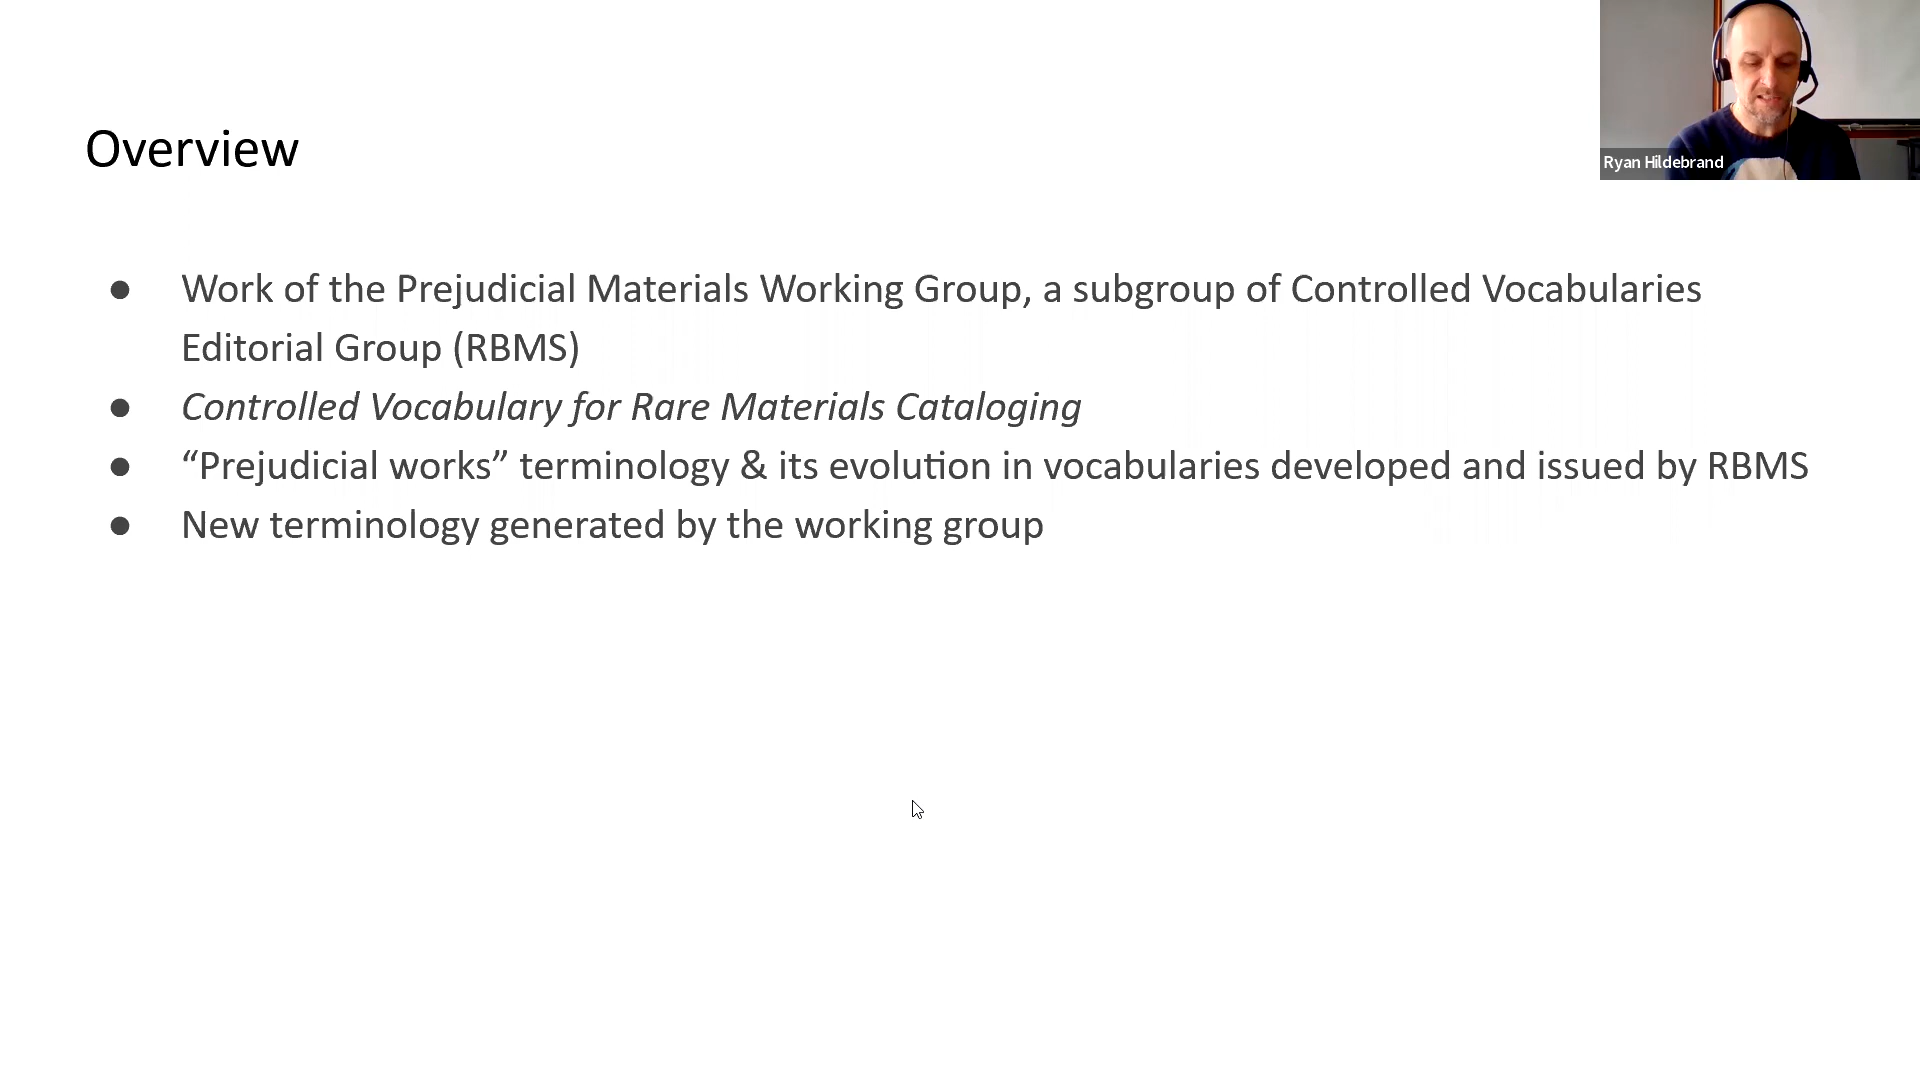 Overview
Ryan Hildebrand
● Work of the Prejudicial Materials Working Group, a subgroup of Controlled Vocabularies
Editorial Group (RBMS)
● Controlled Vocabulary for Rare Materials Cataloging
● “Prejudicial works” terminology & its evolution in vocabularies developed and issued by RBMS
● New terminology generated by the working group